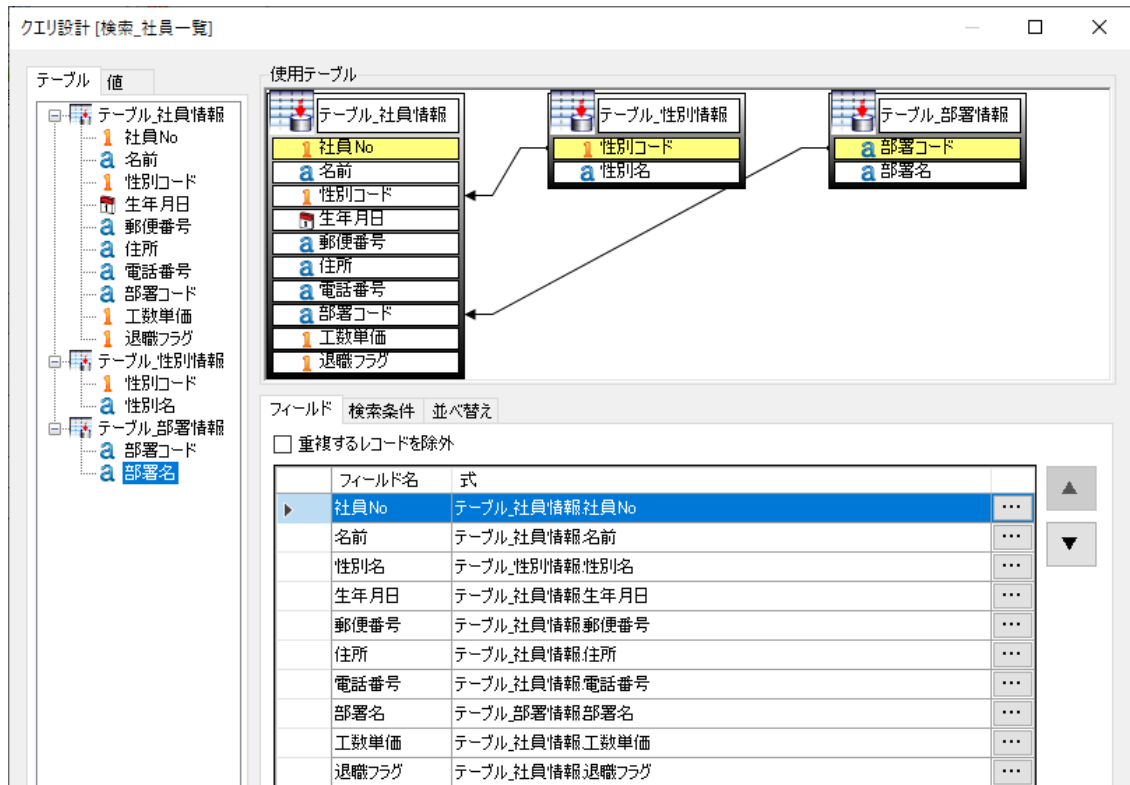 クエリ設計 [検索_社員一覧]
テーブル 値
テーブル_社員情報
社員No
名前
性別コード
生年月日
郵便番号
住所
電話番号
部署コード
工数単価
退職フラグ
テーブル_性別情報
性別コード
性別名
テーブル_部署情報
部署コード
部署名
使用テーブル
テーブル_社員情報
社員No
名前
性別コード
生年月日
郵便番号
住所
電話番号
部署コード
工数単価
退職フラグ
テーブル_性別情報
性別コード
性別名
テーブル_部署情報
部署コード
部署名
フィールド 検索条件 並べ替え
重複するレコードを除外
フィールド名 式
社員No テーブル_社員情報.社員No ...
名前 テーブル_社員情報.名前 ...
性別名 テーブル_性別情報.性別名 ...
生年月日 テーブル_社員情報.生年月日 ...
郵便番号 テーブル_社員情報.郵便番号 ...
住所 テーブル_社員情報.住所 ...
電話番号 テーブル_社員情報.電話番号 ...
部署名 テーブル_部署情報.部署名 ...
工数単価 テーブル_社員情報.工数単価 ...
退職フラグ テーブル_社員情報.退職フラグ ...